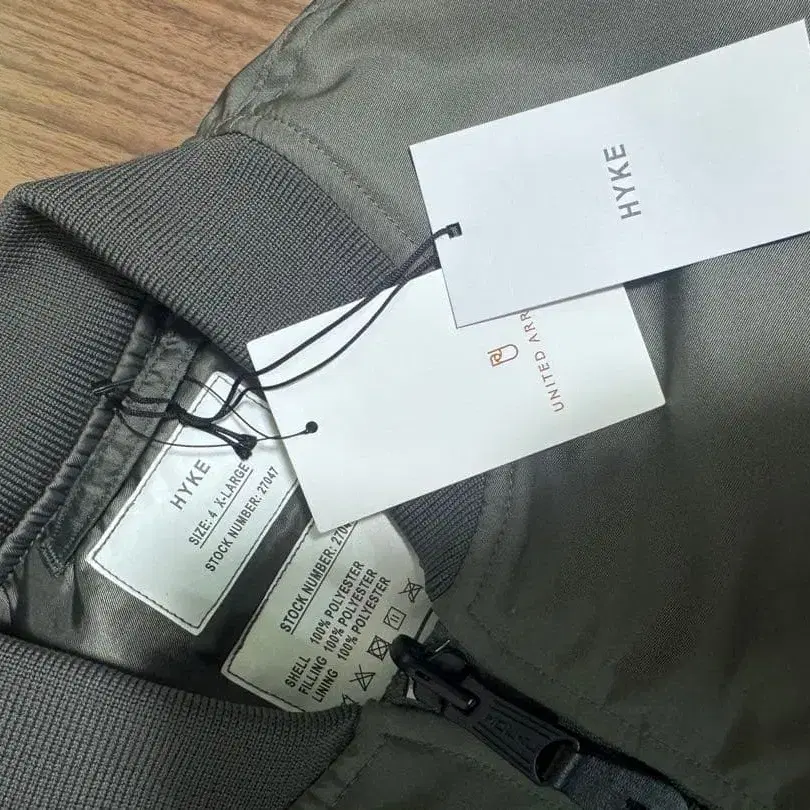 HYKE
UNITED ARR
HYKE
SIZE: 4 X-LARGE
STOCK NUMBER: 27047
STOCK NUMBER: 270
SHELL 100% POLYESTER
FILLING 100% POLYESTER
LINING 100% POLYESTER